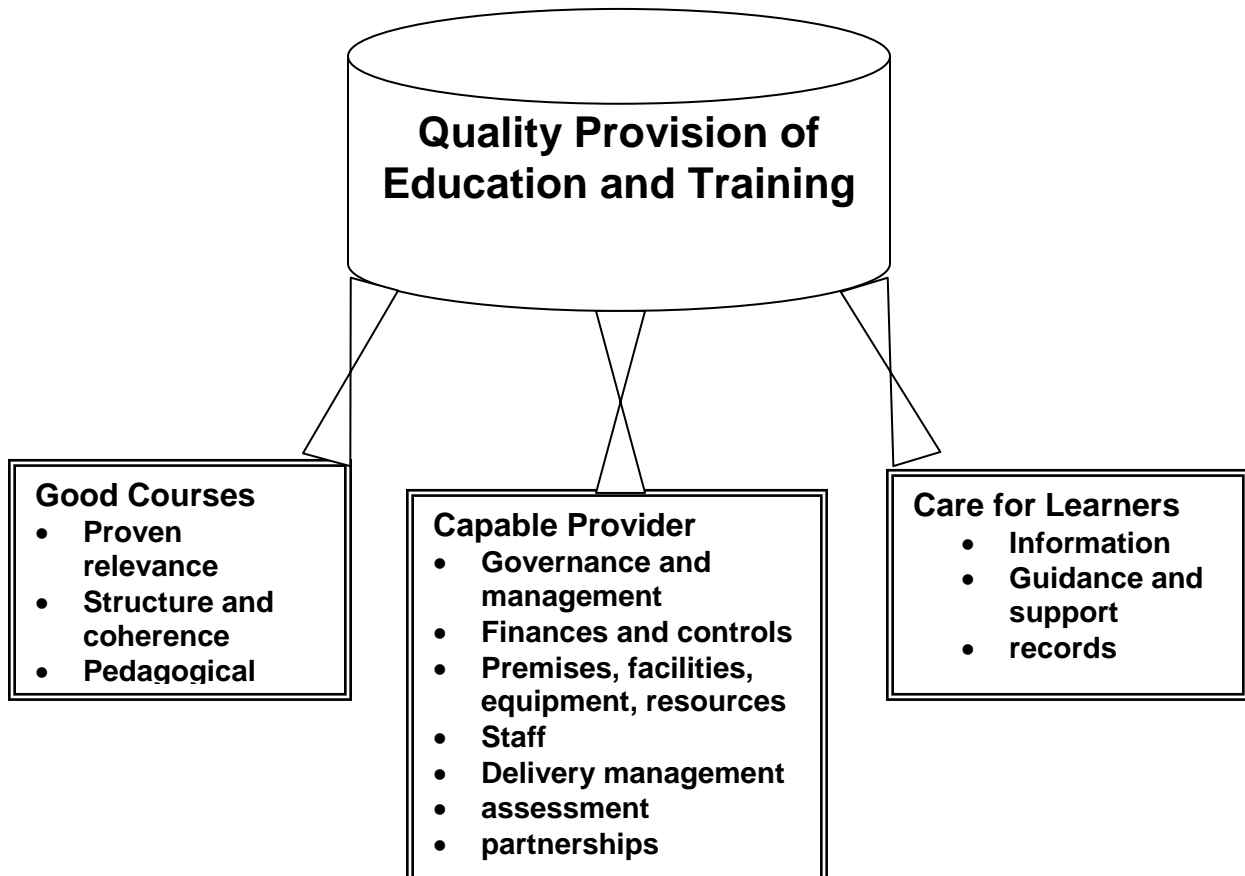 Quality Provision of
Education and Training
Good Courses
• Proven
relevance
• Structure and
coherence
• Pedagogical
Capable Provider
• Governance and
management
• Finances and controls
• Premises, facilities,
equipment, resources
• Staff
• Delivery management
• assessment
• partnerships
Care for Learners
• Information
• Guidance and
support
• records